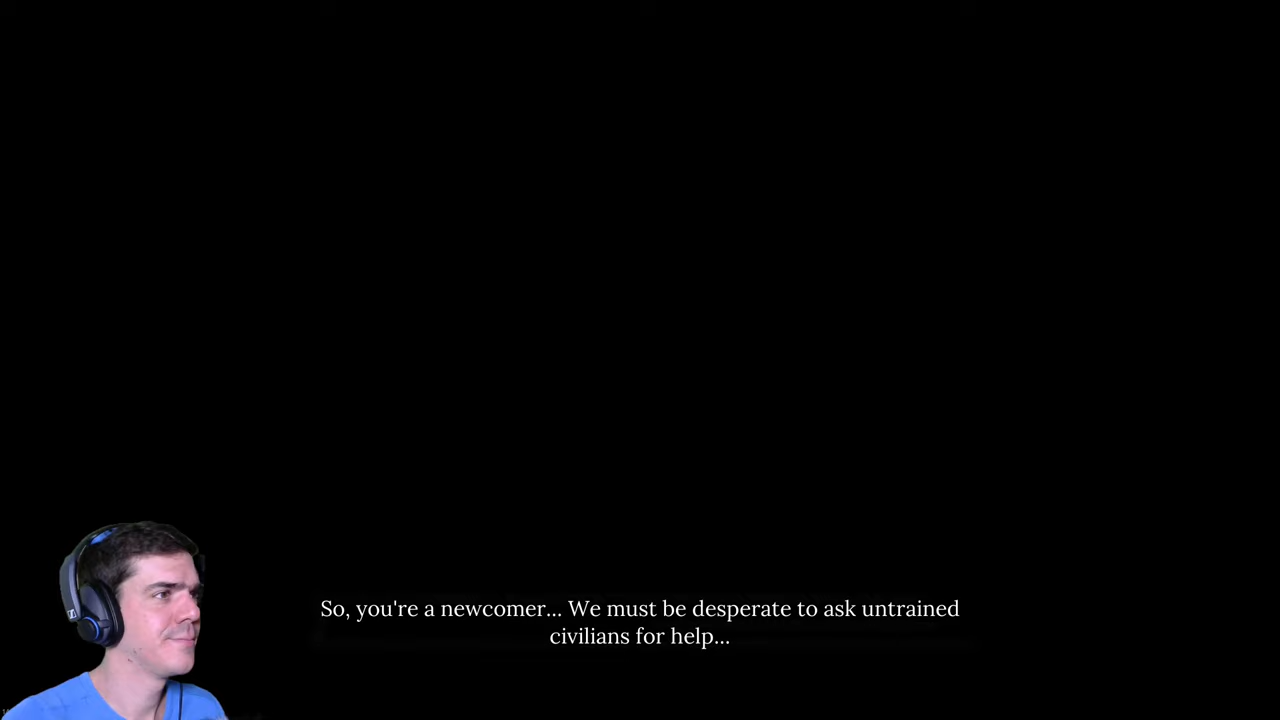 So, you're a newcomer... We must be desperate to ask untrained
civilians for help...